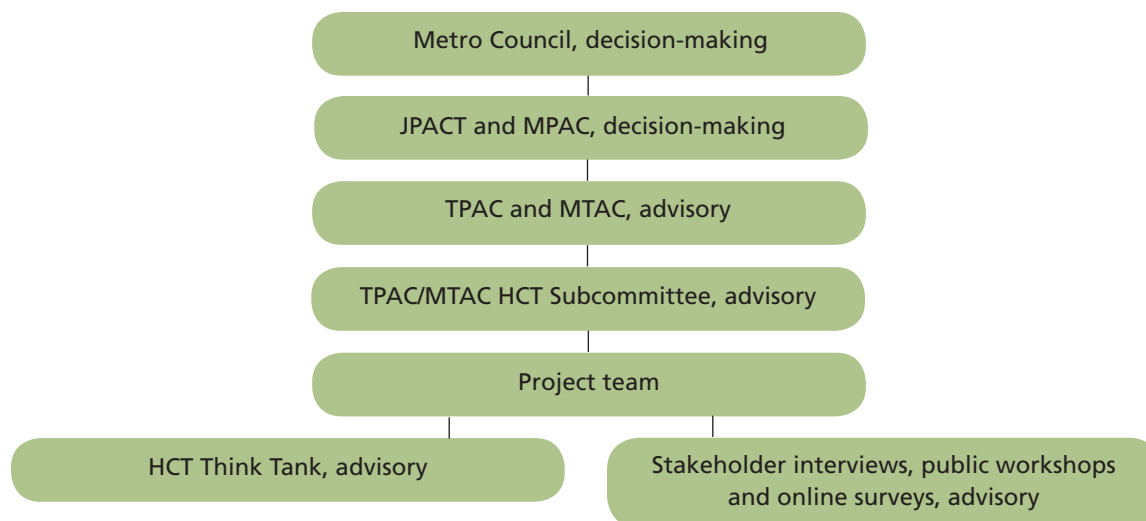 Metro Council, decision-making
JPACT and MPAC, decision-making
TPAC and MTAC, advisory
TPAC/MTAC HCT Subcommittee, advisory
Project team
HCT Think Tank, advisory
Stakeholder interviews, public workshops
and online surveys, advisory